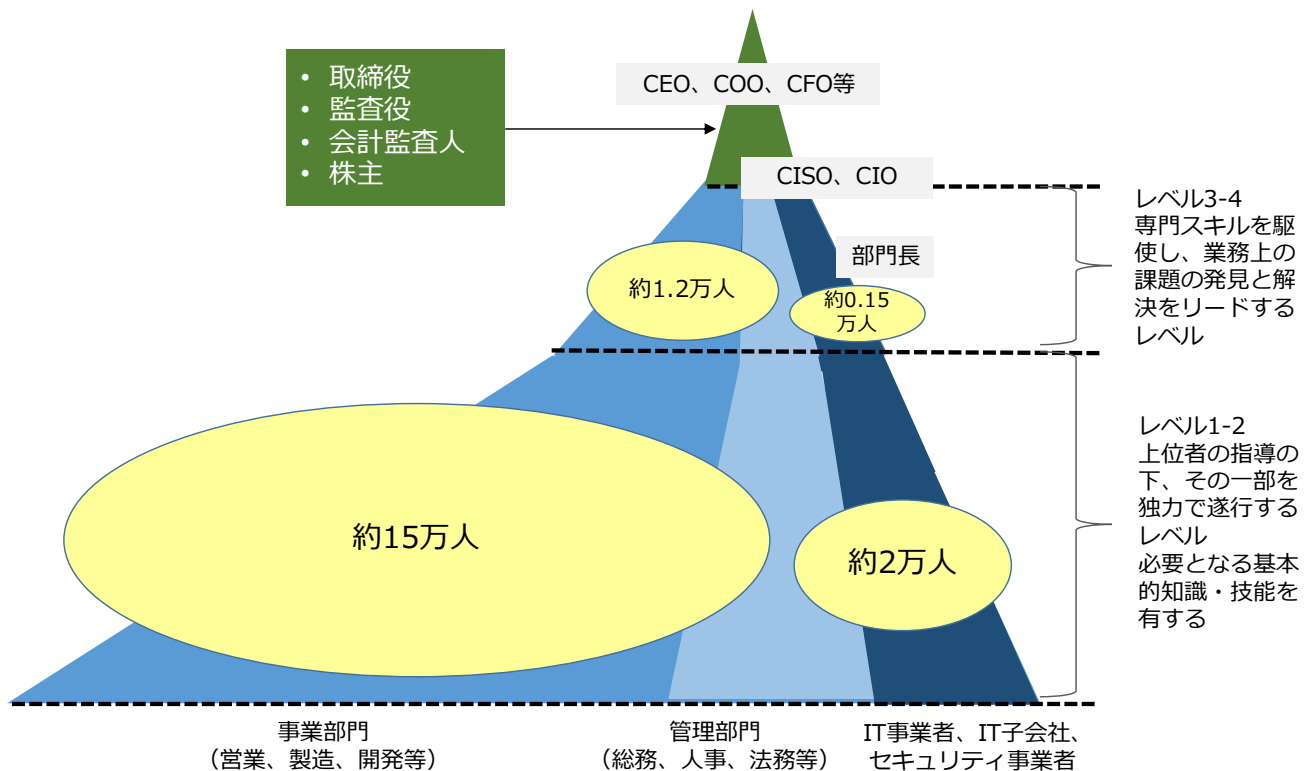 • 取締役
• 監査役
• 会計監査人
• 株主
CEO、COO、CFO等
CISO、CIO
部門長
約1.2万人
約0.15
万人
レベル3-4
専門スキルを駆
使し、業務上の
課題の発見と解
決をリードする
レベル
約15万人
約2万人
レベル1-2
上位者の指導の
下、その一部を
独力で遂行する
レベル
必要となる基本
的知識・技能を
有する
事業部門
（営業、製造、開発等）
管理部門
（総務、人事、法務等）
IT事業者、IT子会社、
セキュリティ事業者